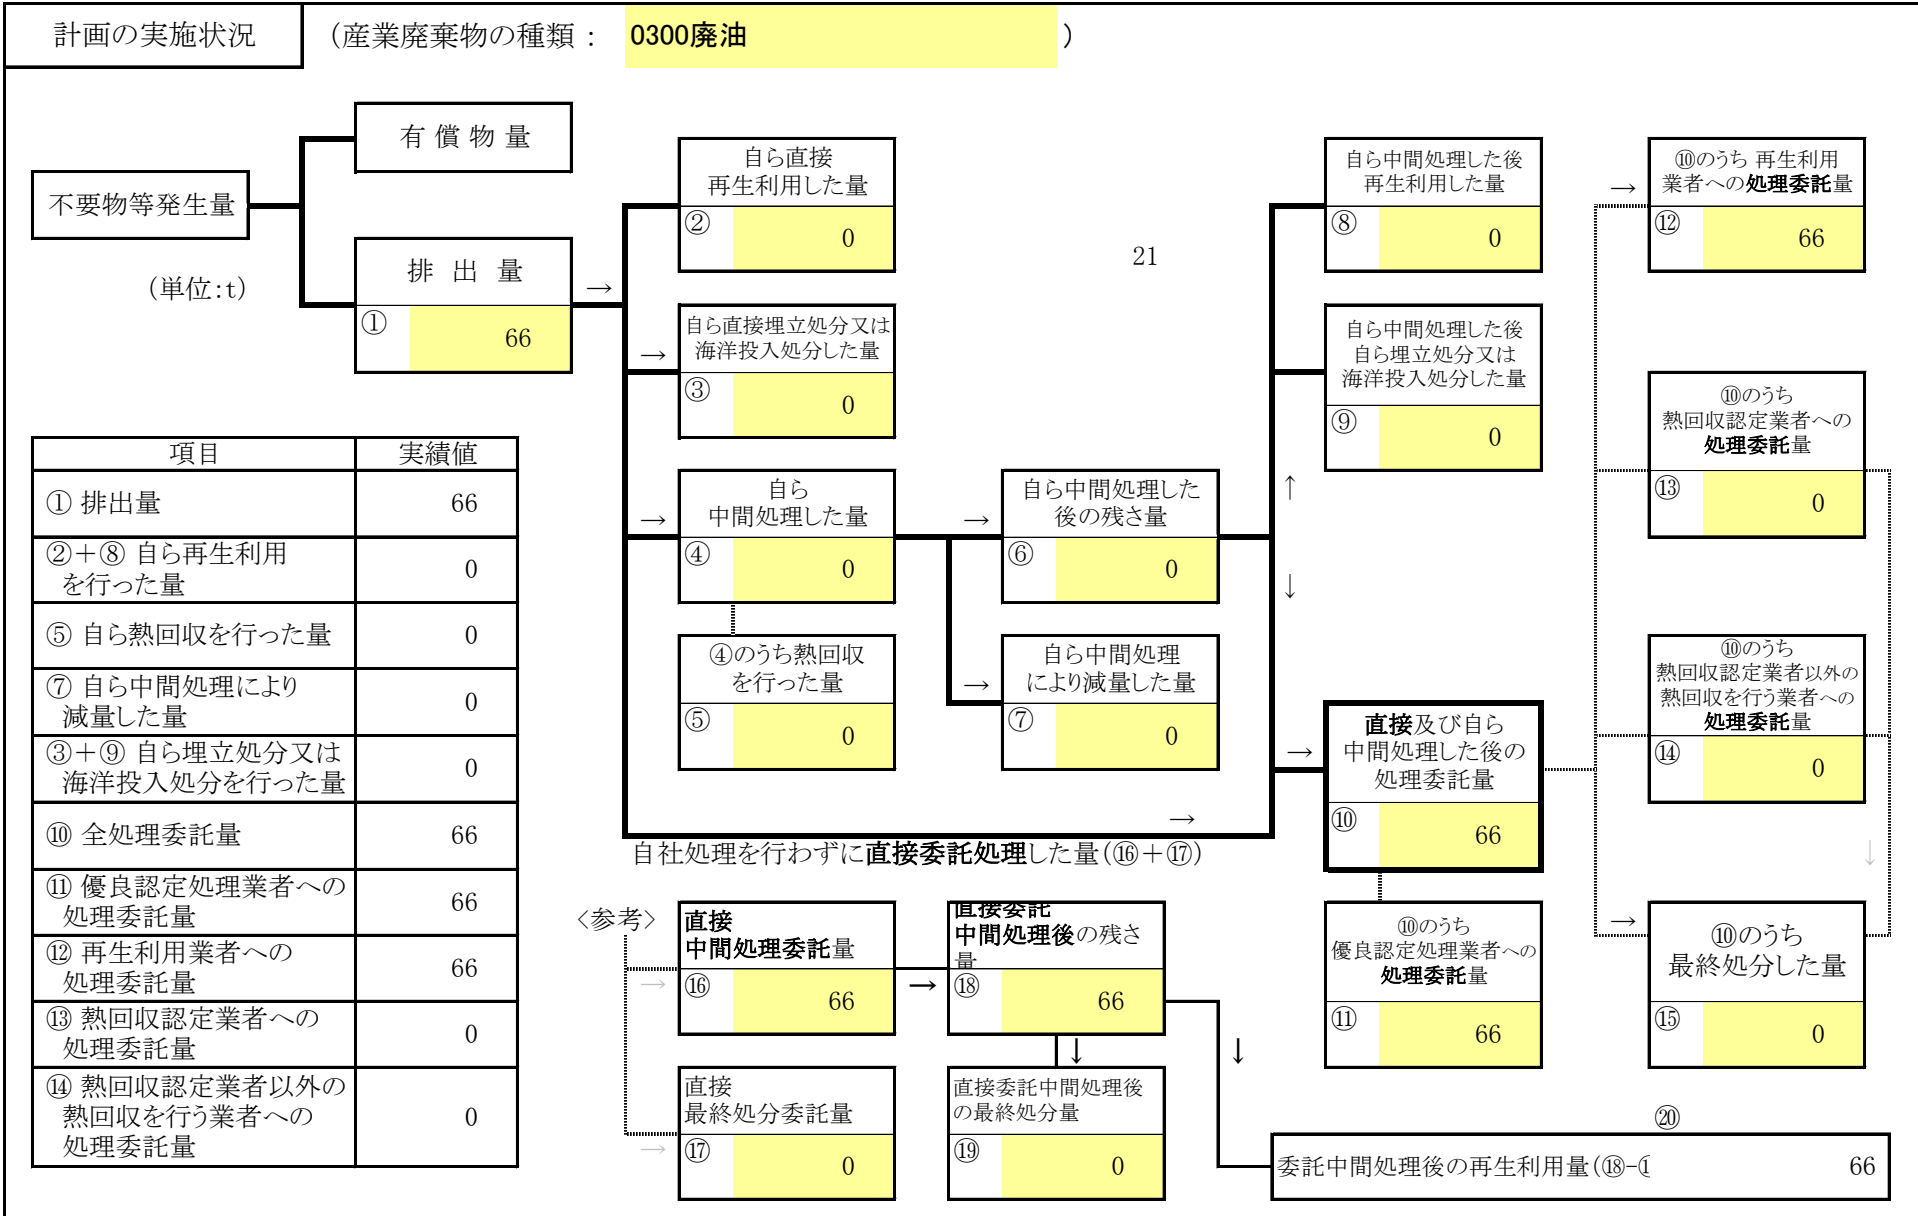 計画の実施状況
（産業廃棄物の種類： 0300廃油 ）
有 償 物 量
不要物等発生量
（単位:t）
排 出 量
① 66
→
自ら直接
再生利用した量
② 0
21
→
自ら直接埋立処分又は
海洋投入処分した量
③ 0
→
自ら
中間処理した量
④ 0
④のうち熱回収
を行った量
⑤ 0
→
自ら中間処理した
後の残さ量
⑥ 0
→
自ら中間処理
により減量した量
⑦ 0
自ら中間処理した後
再生利用した量
⑧ 0
自ら中間処理した後
自ら埋立処分又は
海洋投入処分した量
⑨ 0
↑
↓
→
直接及び自ら
中間処理した後の
処理委託量
⑩ 66
⑩のうち
優良認定処理業者への
処理委託量
⑪ 66
→
⑩のうち 再生利用
業者への処理委託量
⑫ 66
⑩のうち
熱回収認定業者への
処理委託量
⑬ 0
⑩のうち
熱回収認定業者以外の
熱回収を行う業者への
処理委託量
⑭ 0
↓
→
⑩のうち
最終処分した量
⑮ 0
→
自社処理を行わずに直接委託処理した量（⑯＋⑰）
項目 実績値
① 排出量 66
②＋⑧ 自ら再生利用
を行った量 0
⑤ 自ら熱回収を行った量 0
⑦ 自ら中間処理により
減量した量 0
③＋⑨ 自ら埋立処分又は
海洋投入処分を行った量 0
⑩ 全処理委託量 66
⑪ 優良認定処理業者への
処理委託量 66
⑫ 再生利用業者への
処理委託量 66
⑬ 熱回収認定業者への
処理委託量 0
⑭ 熱回収認定業者以外の
熱回収を行う業者への
処理委託量 0
〈参考〉
→
直接
中間処理委託量
⑯ 66
→
直接委託
中間処理後の残さ
量
⑱ 66
↓
↓
→
直接
最終処分委託量
⑰ 0
直接委託中間処理後
の最終処分量
⑲ 0
⑳
委託中間処理後の再生利用量(⑱- 66